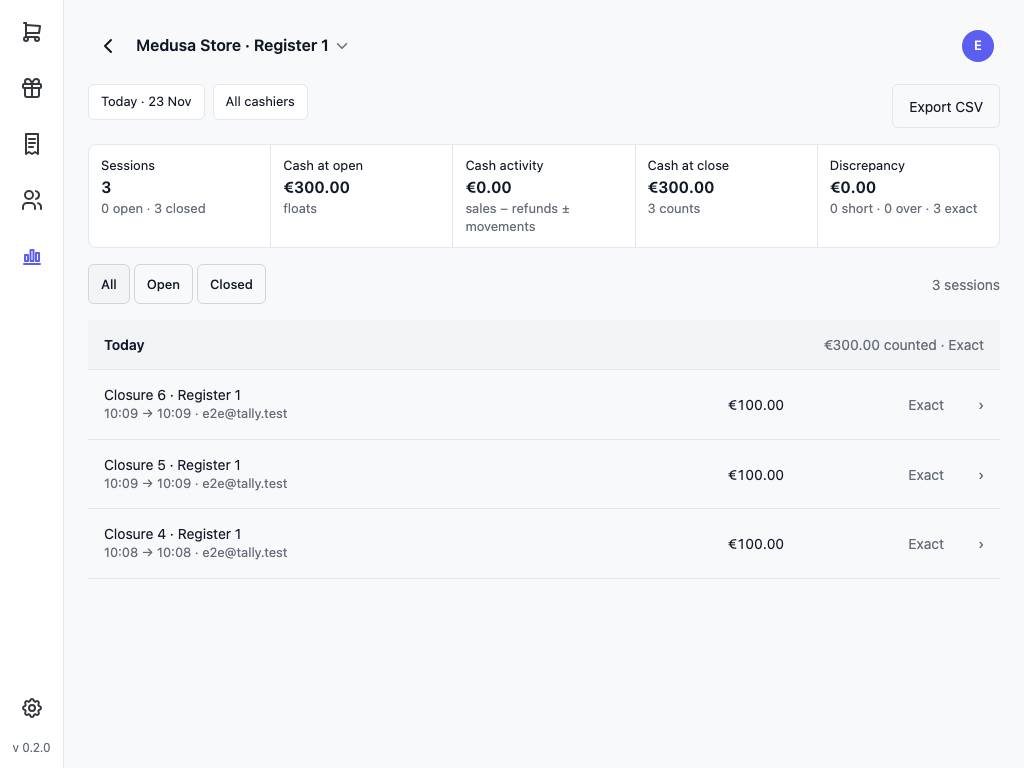 Medusa Store · Register 1
E
Today · 23 Nov
All cashiers
Export CSV
Sessions
3
0 open · 3 closed
Cash at open
€300.00
floats
Cash activity
€0.00
sales − refunds ±
movements
Cash at close
€300.00
3 counts
Discrepancy
€0.00
0 short · 0 over · 3 exact
All
Open
Closed
3 sessions
Today
€300.00 counted · Exact
Closure 6 · Register 1
10:09 → 10:09 · e2e@tally.test
€100.00
Exact
Closure 5 · Register 1
10:09 → 10:09 · e2e@tally.test
€100.00
Exact
Closure 4 · Register 1
10:08 → 10:08 · e2e@tally.test
€100.00
Exact
v 0.2.0